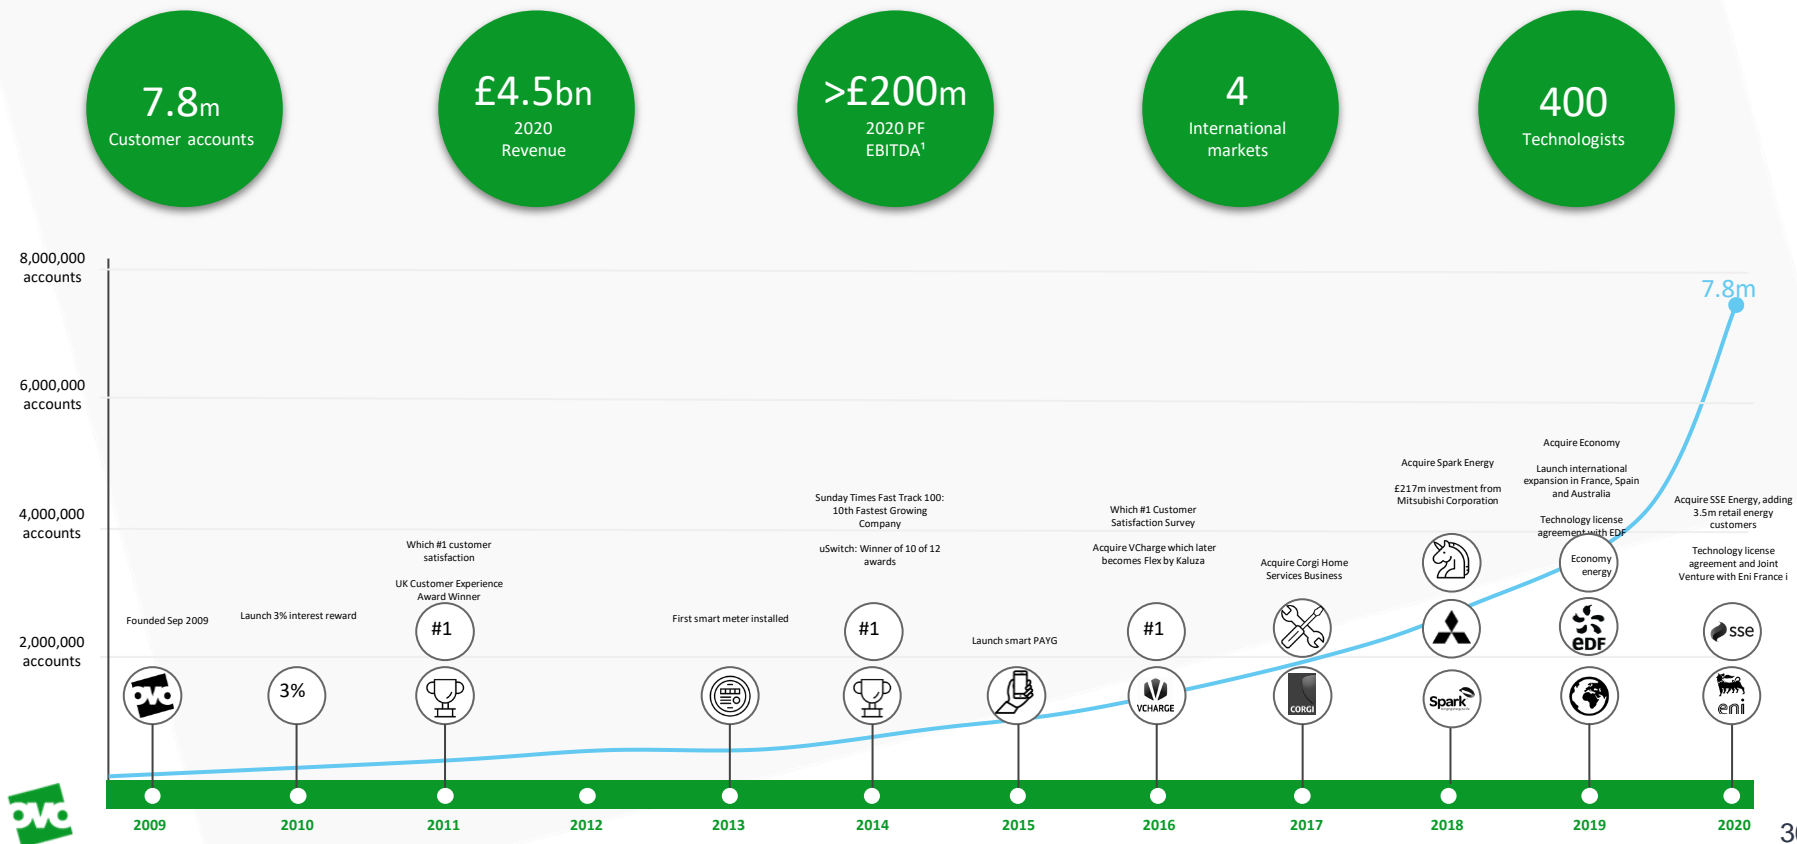 7.8m
Customer accounts
£4.5bn
2020
Revenue
>£200m
2020 PF
EBITDA¹
4
International
markets
400
Technologists
8,000,000
accounts
6,000,000
accounts
4,000,000
accounts
2,000,000
accounts
7.8m
Founded Sep 2009
ovo
Launch 3% interest reward
3%
Which #1 customer
satisfaction
UK Customer Experience
Award Winner
#1
First smart meter installed
Sunday Times Fast Track 100:
10th Fastest Growing
Company
uSwitch: Winner of 10 of 12
awards
#1
Launch smart PAYG
Which #1 Customer
Satisfaction Survey
Acquire VCharge which later
becomes Flex by Kaluza
#1
VCHARGE
Acquire Corgi Home
Services Business
CORGI
Acquire Spark Energy
£217m investment from
Mitsubishi Corporation
Spark
Acquire Economy
Launch international
expansion in France, Spain
and Australia
Technology license
agreement with EDF
Economy
energy
eDF
Acquire SSE Energy, adding
3.5m retail energy
customers
Technology license
agreement and Joint
Venture with Eni France i
sse
eni
2009
2010
2011
2012
2013
2014
2015
2016
2017
2018
2019
2020
ovo